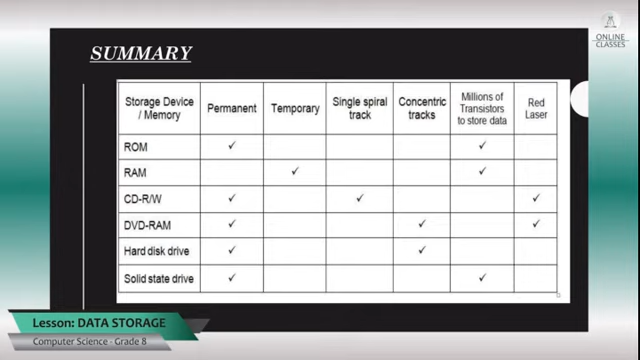 ONLINE
CLASSES
SUMMARY
Storage Device / Memory | Permanent | Temporary | Single spiral track | Concentric tracks | Millions of Transistors to store data | Red Laser
ROM | ✓ | | | | ✓ |
RAM | | ✓ | | | ✓ |
CD-R/W | ✓ | | ✓ | | | ✓
DVD-RAM | ✓ | | | ✓ | | ✓
Hard disk drive | ✓ | | | ✓ | |
Solid state drive | ✓ | | | | ✓ |
Lesson: DATA STORAGE
Computer Science - Grade 8